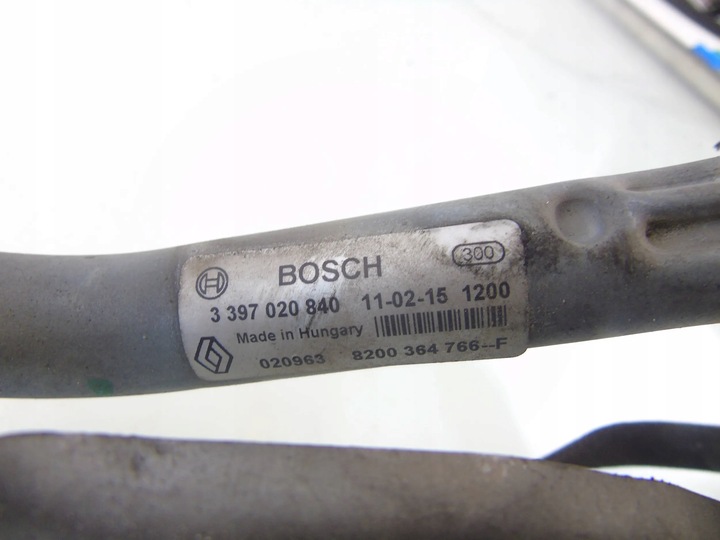 BOSCH 300
3 397 020 840 11-02-15 1200
Made in Hungary
020963 8200 364 766--F